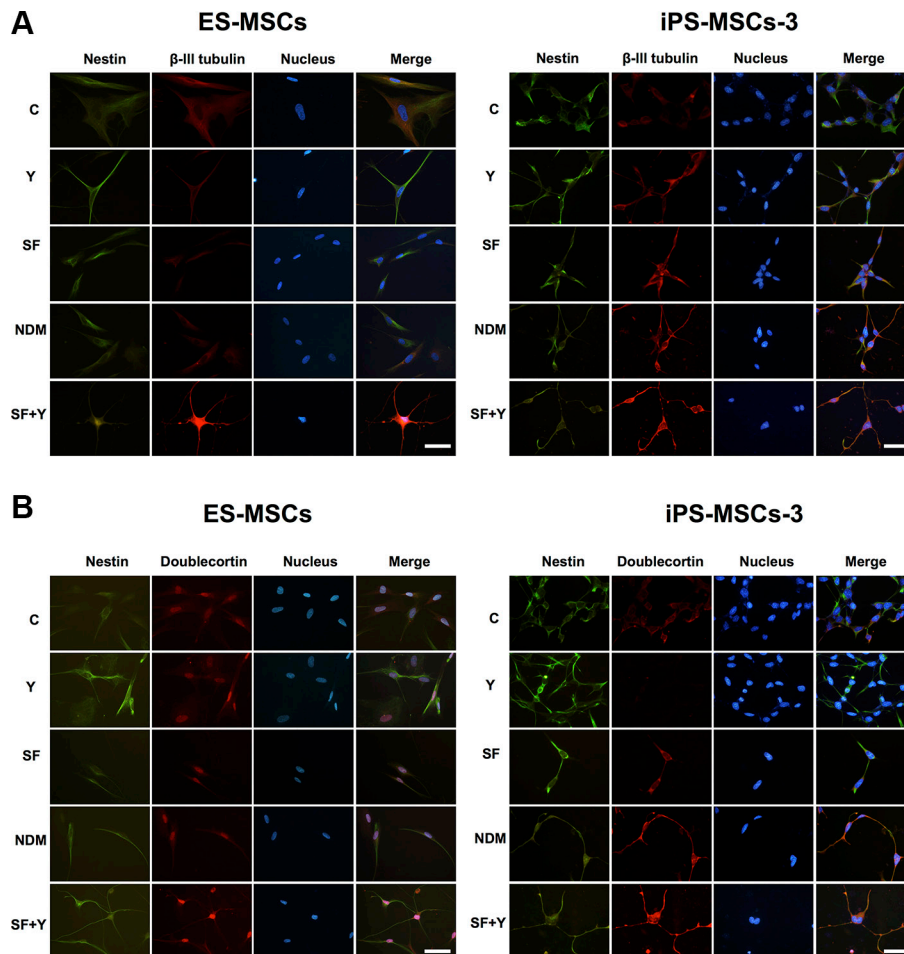 A
ES-MSCs
iPS-MSCs-3
Nestin β-III tubulin Nucleus Merge
Nestin β-III tubulin Nucleus Merge
C
C
Y
Y
SF
SF
NDM
NDM
SF+Y
SF+Y
B
ES-MSCs
iPS-MSCs-3
Nestin Doublecortin Nucleus Merge
Nestin Doublecortin Nucleus Merge
C
C
Y
Y
SF
SF
NDM
NDM
SF+Y
SF+Y